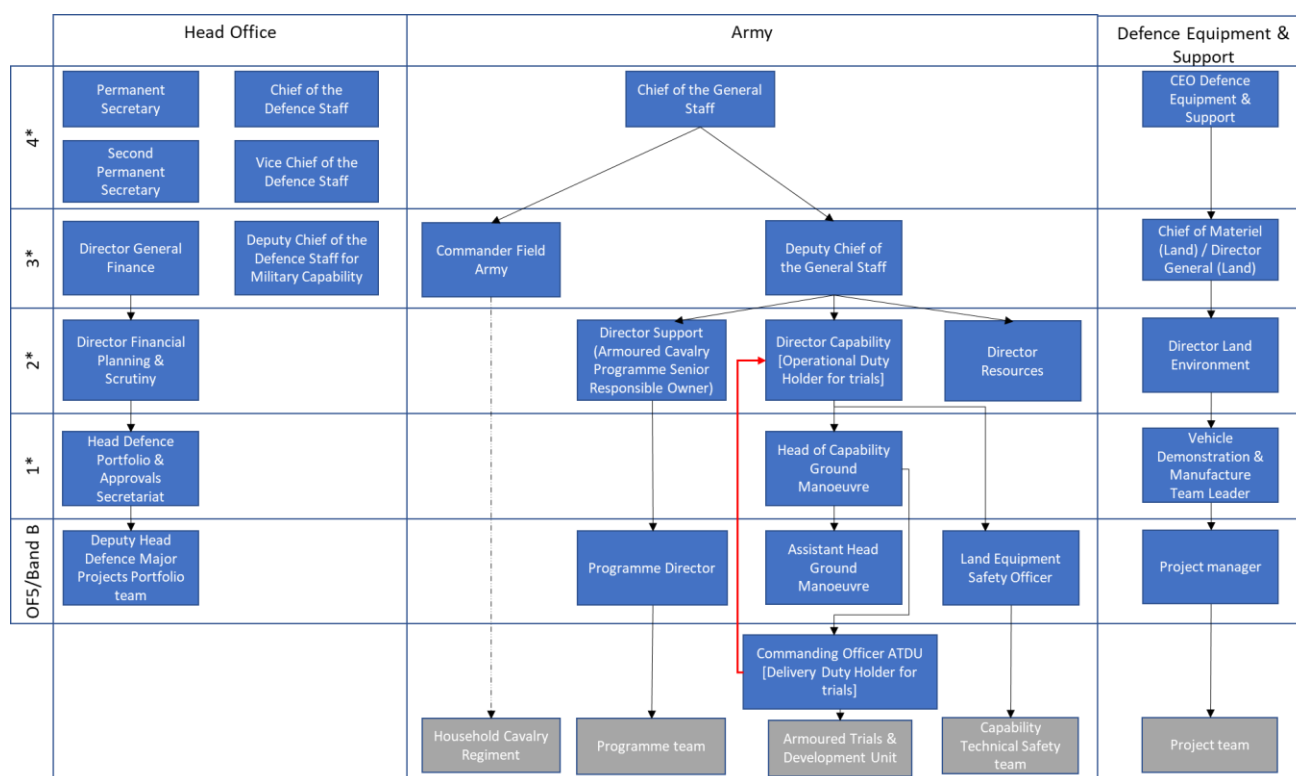 Head Office
Army
Defence Equipment &
Support
4*
Permanent
Secretary
Chief of the
Defence Staff
Chief of the General
Staff
CEO Defence
Equipment &
Support
Second
Permanent
Secretary
Vice Chief of the
Defence Staff
3*
Director General
Finance
Deputy Chief of the
Defence Staff for
Military Capability
Commander Field
Army
Deputy Chief of
the General Staff
Chief of Materiel
(Land) / Director
General (Land)
2*
Director Financial
Planning &
Scrutiny
Director Support
(Armoured Cavalry
Programme Senior
Responsible Owner)
Director Capability
[Operational Duty
Holder for trials]
Director
Resources
Director Land
Environment
1*
Head Defence
Portfolio &
Approvals
Secretariat
Head of Capability
Ground
Manoeuvre
Vehicle
Demonstration &
Manufacture
Team Leader
OF5/Band B
Deputy Head
Defence Major
Projects Portfolio
team
Programme Director
Assistant Head
Ground
Manoeuvre
Land Equipment
Safety Officer
Project manager
Commanding Officer ATDU
[Delivery Duty Holder for
trials]
Household Cavalry
Regiment
Programme team
Armoured Trials &
Development Unit
Capability
Technical Safety
team
Project team